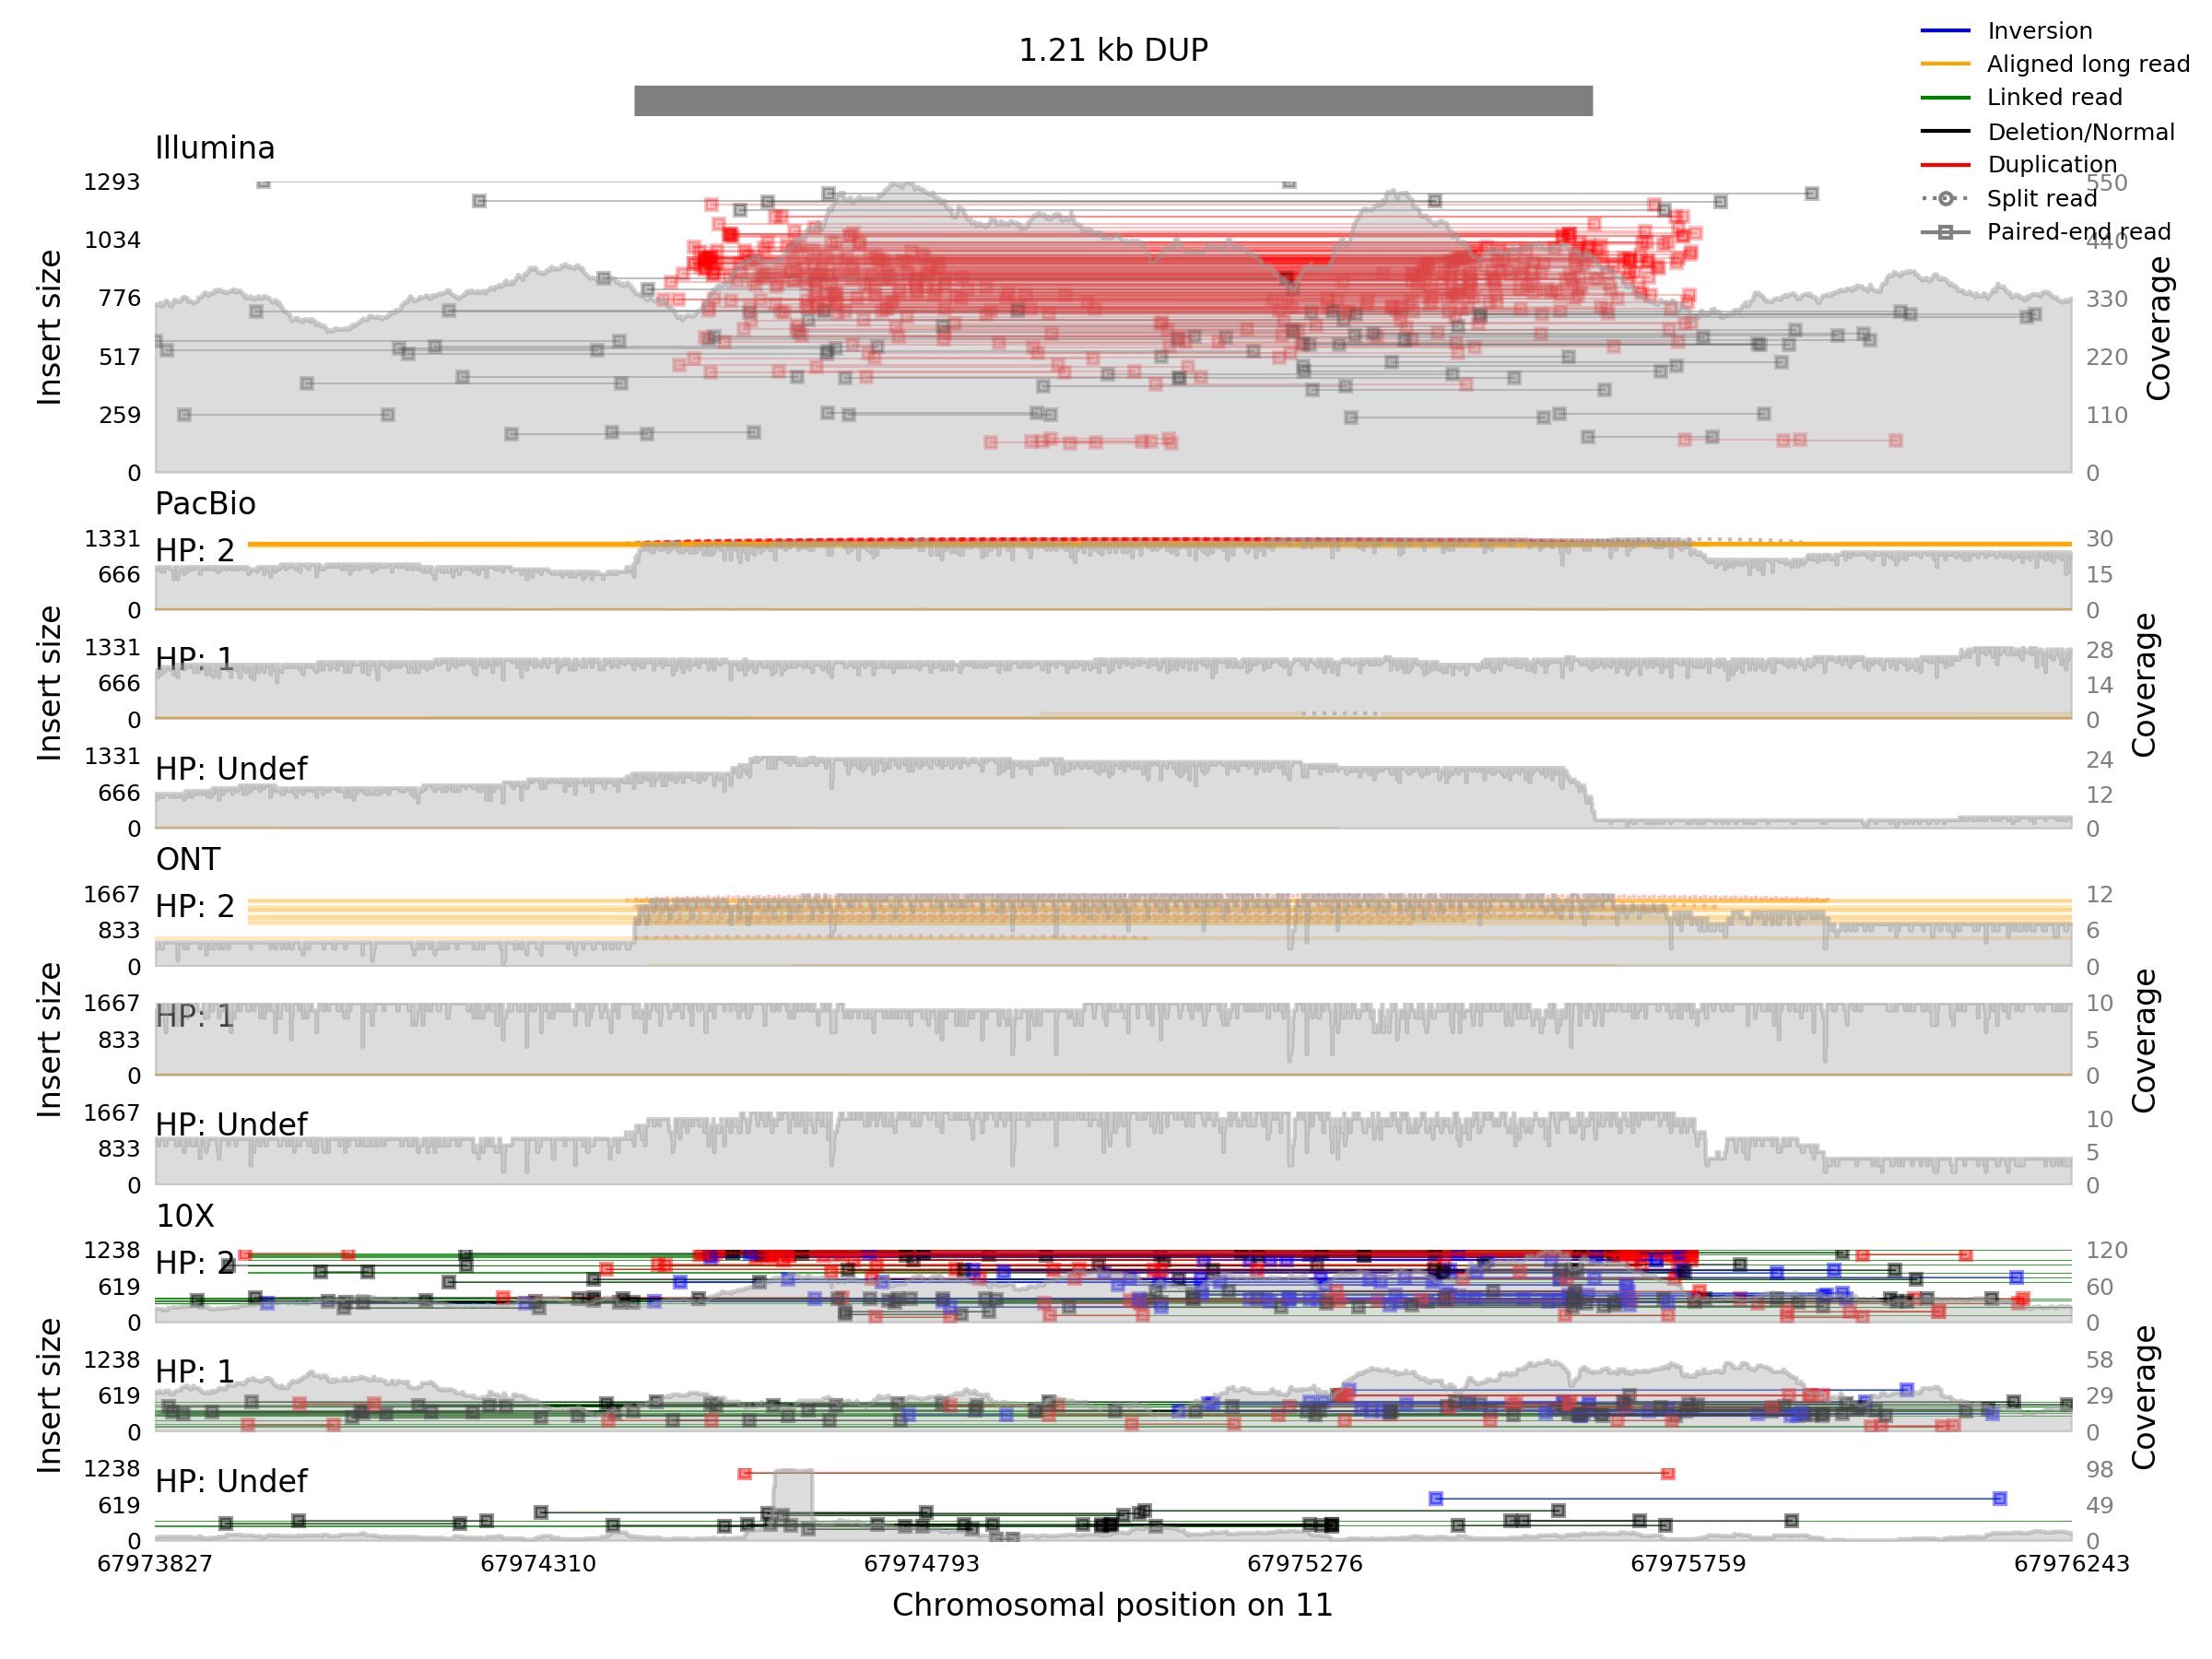 1.21 kb DUP
Inversion
Aligned long read
Linked read
Deletion/Normal
Duplication
Split read
Paired-end read
Illumina
1293
1034
776
517
259
0
Insert size
550
440
330
220
110
0
Coverage
PacBio
HP: 2
1331
666
0
30
15
0
HP: 1
1331
666
0
28
14
0
Insert size
Coverage
HP: Undef
1331
666
0
24
12
0
ONT
HP: 2
1667
833
0
12
6
0
HP: 1
1667
833
0
10
5
0
Insert size
Coverage
HP: Undef
1667
833
0
10
5
0
10X
HP: 2
1238
619
0
120
60
0
HP: 1
1238
619
0
58
29
0
Insert size
Coverage
HP: Undef
1238
619
0
98
49
0
67973827 67974310 67974793 67975276 67975759 67976243
Chromosomal position on 11